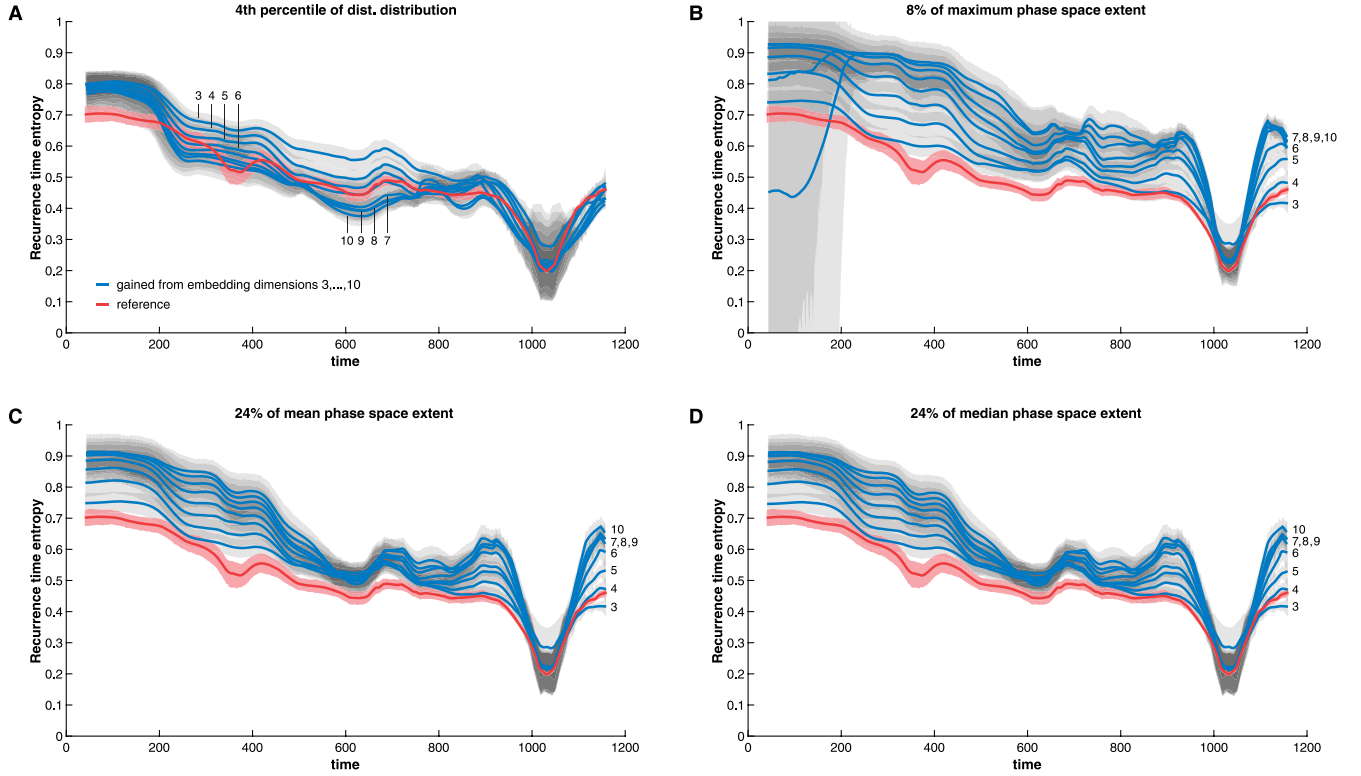 A
4th percentile of dist. distribution
Recurrence time entropy
1
0.9
0.8
0.7
0.6
0.5
0.4
0.3
0.2
0.1
0
3 4 5 6
10 9 8 7
gained from embedding dimensions 3,...,10
reference
0 200 400 600 800 1000 1200
time
B
8% of maximum phase space extent
Recurrence time entropy
1
0.9
0.8
0.7
0.6
0.5
0.4
0.3
0.2
0.1
0
7,8,9,10
6
5
4
3
0 200 400 600 800 1000 1200
time
C
24% of mean phase space extent
Recurrence time entropy
1
0.9
0.8
0.7
0.6
0.5
0.4
0.3
0.2
0.1
0
10
7,8,9
6
5
4
3
0 200 400 600 800 1000 1200
time
D
24% of median phase space extent
Recurrence time entropy
1
0.9
0.8
0.7
0.6
0.5
0.4
0.3
0.2
0.1
0
10
7,8,9
6
5
4
3
0 200 400 600 800 1000 1200
time